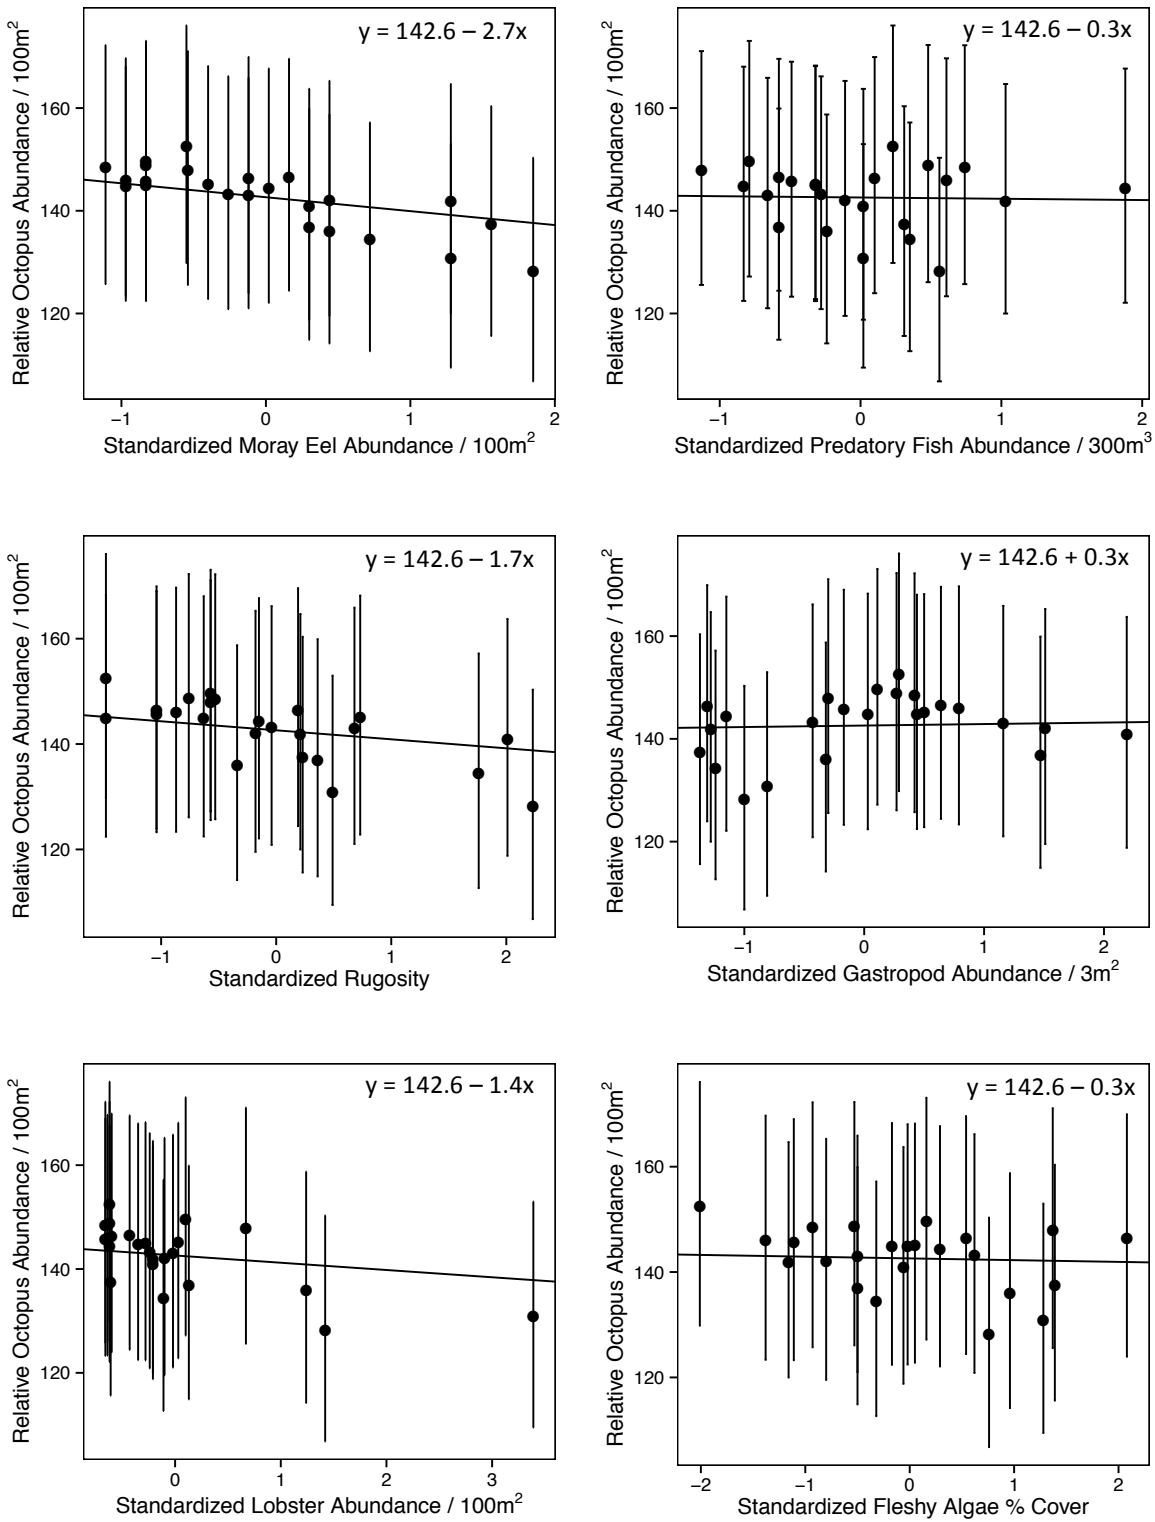 y = 142.6 – 2.7x
Relative Octopus Abundance / 100m²
160
140
120
−1 0 1 2
Standardized Moray Eel Abundance / 100m²
y = 142.6 – 0.3x
Relative Octopus Abundance / 100m²
160
140
120
−1 0 1 2
Standardized Predatory Fish Abundance / 300m³
y = 142.6 – 1.7x
Relative Octopus Abundance / 100m²
160
140
120
−1 0 1 2
Standardized Rugosity
y = 142.6 + 0.3x
Relative Octopus Abundance / 100m²
160
140
120
−1 0 1 2
Standardized Gastropod Abundance / 3m²
y = 142.6 – 1.4x
Relative Octopus Abundance / 100m²
160
140
120
0 1 2 3
Standardized Lobster Abundance / 100m²
y = 142.6 – 0.3x
Relative Octopus Abundance / 100m²
160
140
120
−2 −1 0 1 2
Standardized Fleshy Algae % Cover